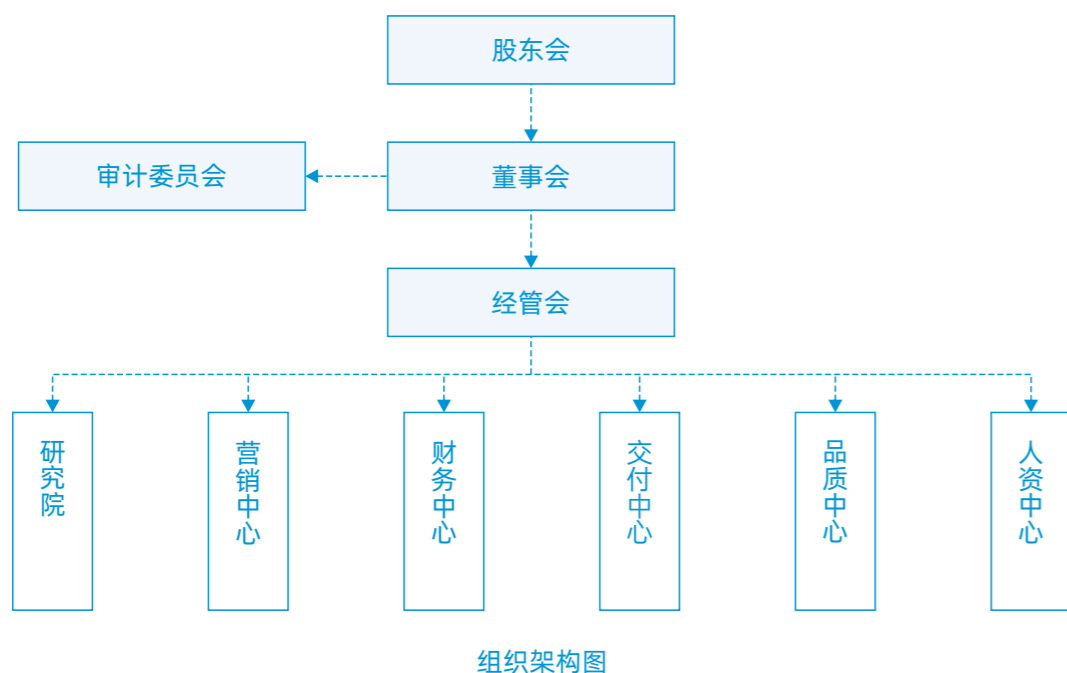 股东会
审计委员会
董事会
经管会
研究院
营销中心
财务中心
交付中心
品质中心
人资中心
组织架构图